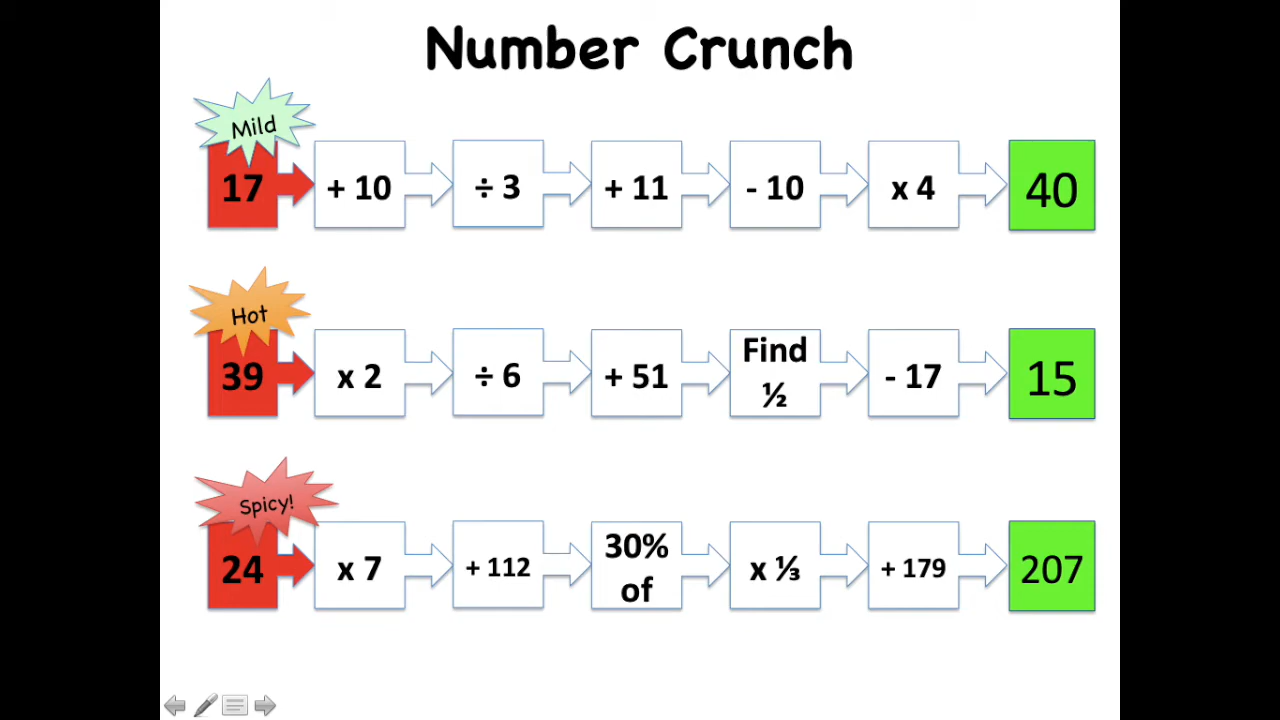 Number Crunch
Mild
17 + 10 ÷ 3 + 11 - 10 x 4 40
Hot
39 x 2 ÷ 6 + 51 Find ½ - 17 15
Spicy!
24 x 7 + 112 30% of x ⅓ + 179 207